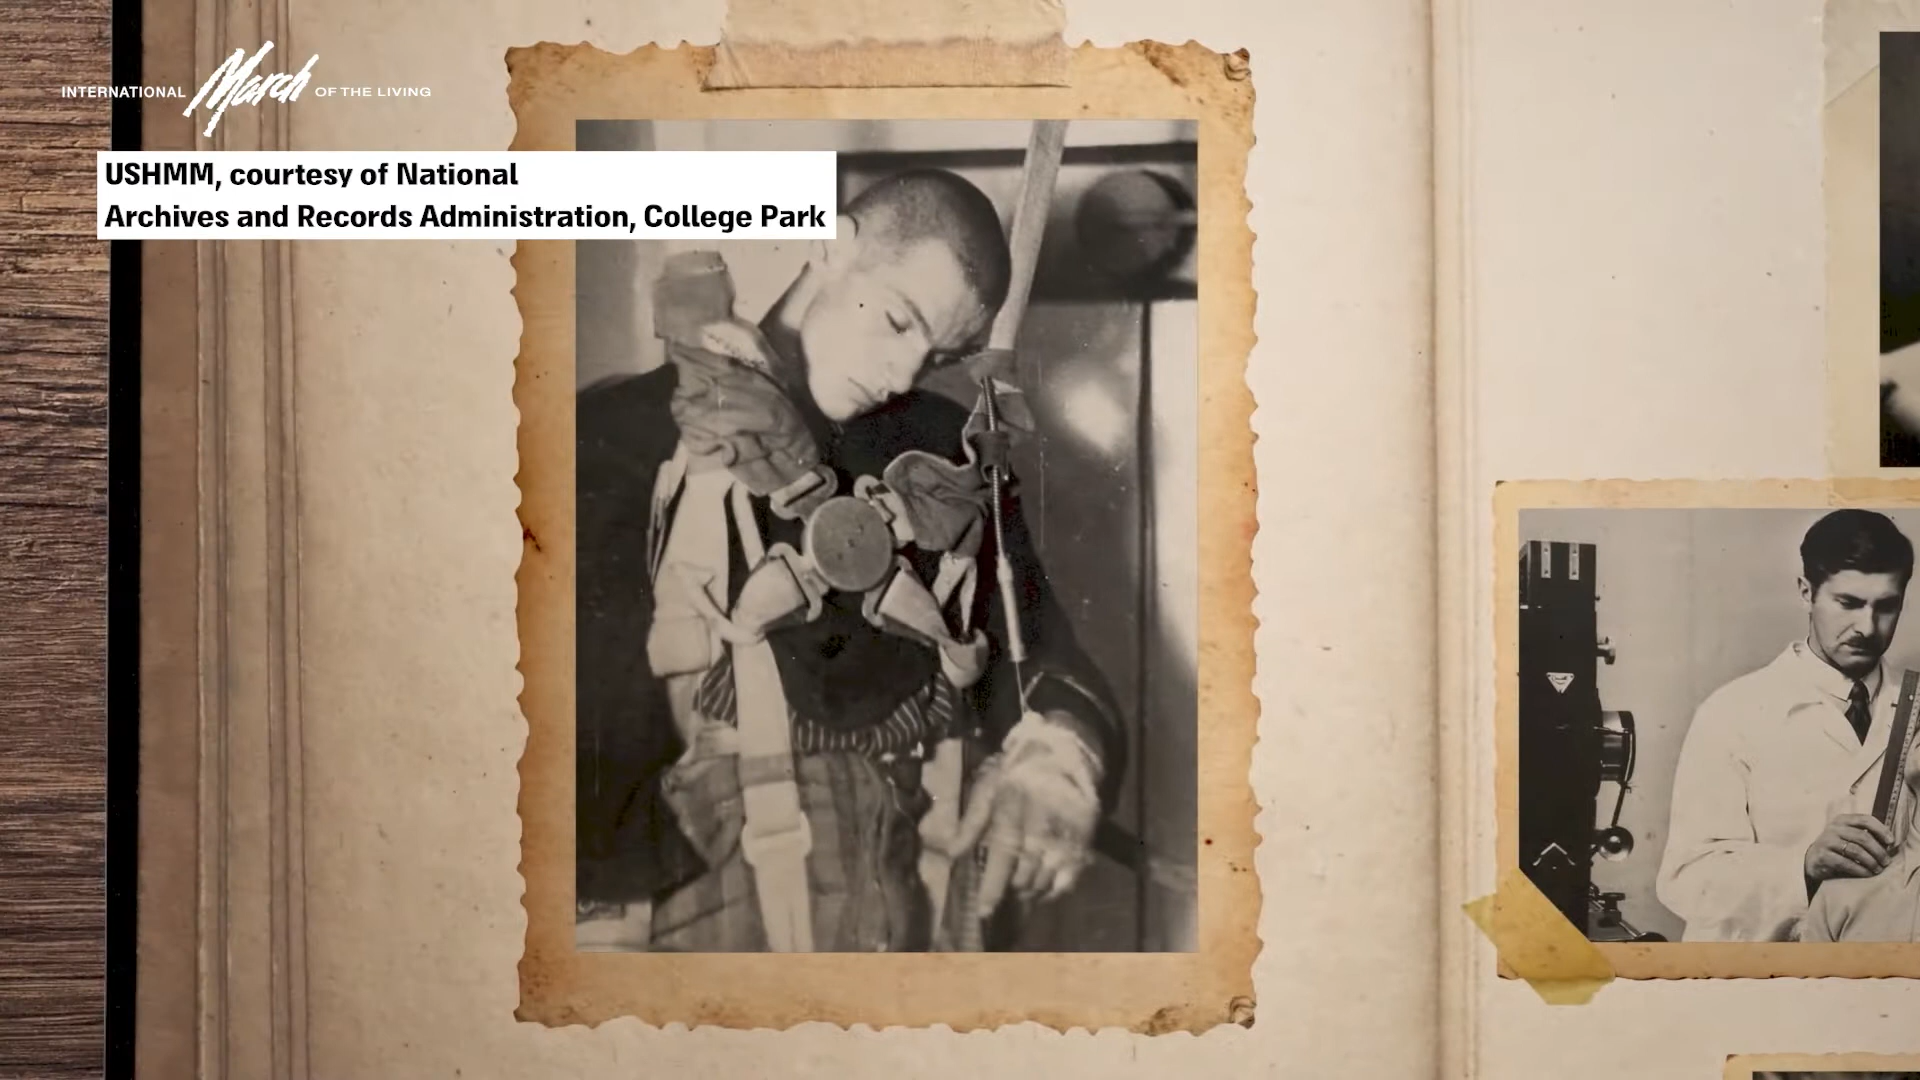 INTERNATIONAL March OF THE LIVING
USHMM, courtesy of National
Archives and Records Administration, College Park